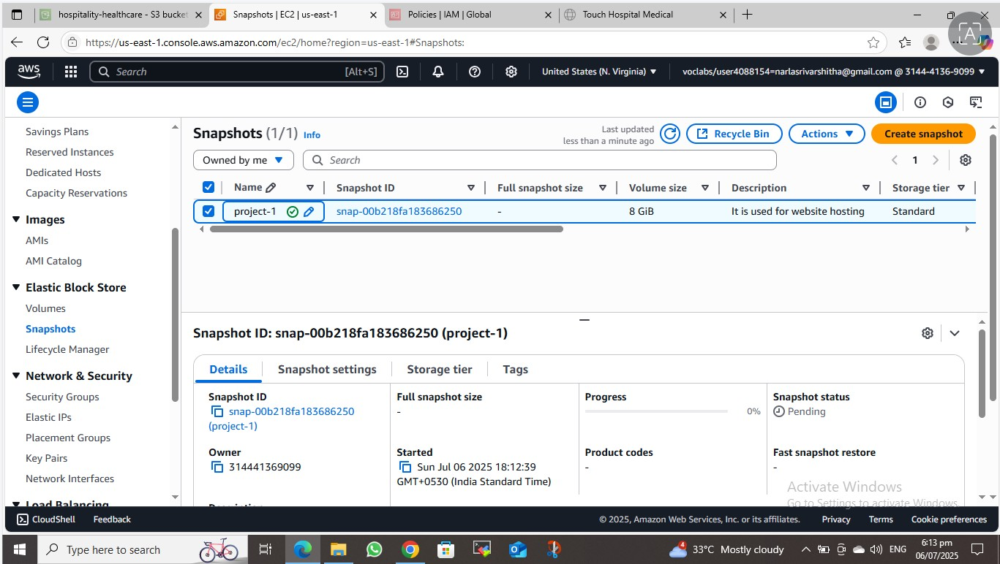 hospitality-healthcare - S3 bucket
Snapshots | EC2 | us-east-1
Policies | IAM | Global
Touch Hospital Medical
https://us-east-1.console.aws.amazon.com/ec2/home?region=us-east-1#Snapshots:
A
aws
Search [Alt+S]
United States (N. Virginia)
voclabs/user4088154=narlasrivarshitha@gmail.com @ 3144-4136-9099
Savings Plans
Reserved Instances
Dedicated Hosts
Capacity Reservations
Images
AMIs
AMI Catalog
Elastic Block Store
Volumes
Snapshots
Lifecycle Manager
Network & Security
Security Groups
Elastic IPs
Placement Groups
Key Pairs
Network Interfaces
Load Balancing
Snapshots (1/1) Info
Last updated
less than a minute ago
Recycle Bin
Actions
Create snapshot
Owned by me
Search
1
Name Snapshot ID Full snapshot size Volume size Description Storage tier
project-1 snap-00b218fa183686250 - 8 GiB It is used for website hosting Standard
Snapshot ID: snap-00b218fa183686250 (project-1)
Details Snapshot settings Storage tier Tags
Snapshot ID
snap-00b218fa183686250
(project-1)
Full snapshot size
-
Progress
0%
Snapshot status
Pending
Owner
314441369099
Started
Sun Jul 06 2025 18:12:39
GMT+0530 (India Standard Time)
Product codes
-
Fast snapshot restore
-
Description
Activate Windows
Go to Settings to activate Windows.
CloudShell Feedback
© 2025, Amazon Web Services, Inc. or its affiliates. Privacy Terms Cookie preferences
Type here to search
4
33°C Mostly cloudy
ENG
6:13 pm
06/07/2025